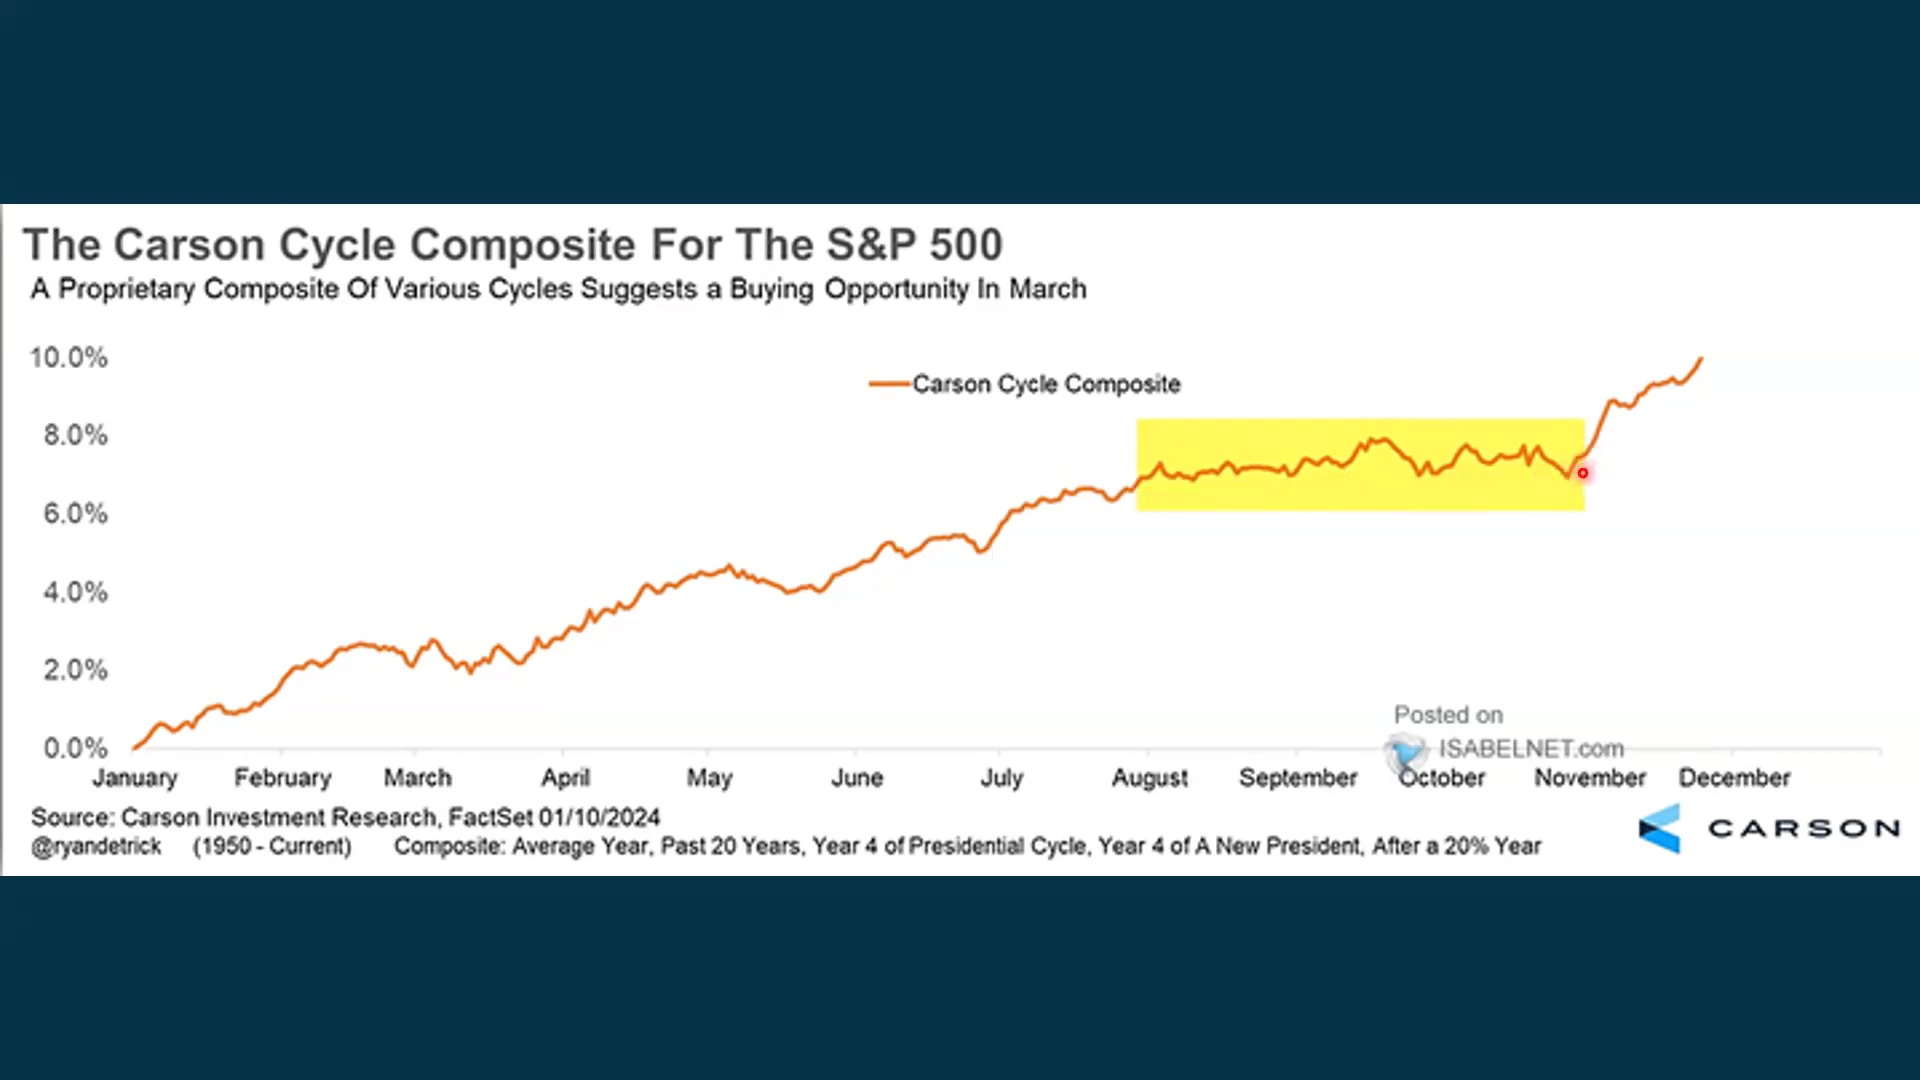 The Carson Cycle Composite For The S&P 500
A Proprietary Composite Of Various Cycles Suggests a Buying Opportunity In March
10.0%
Carson Cycle Composite
8.0%
6.0%
4.0%
2.0%
Posted on
ISABELNET.com
0.0%
January February March April May June July August September October November December
Source: Carson Investment Research, FactSet 01/10/2024
@ryandetrick (1950 - Current) Composite: Average Year, Past 20 Years, Year 4 of Presidential Cycle, Year 4 of A New President, After a 20% Year
CARSON